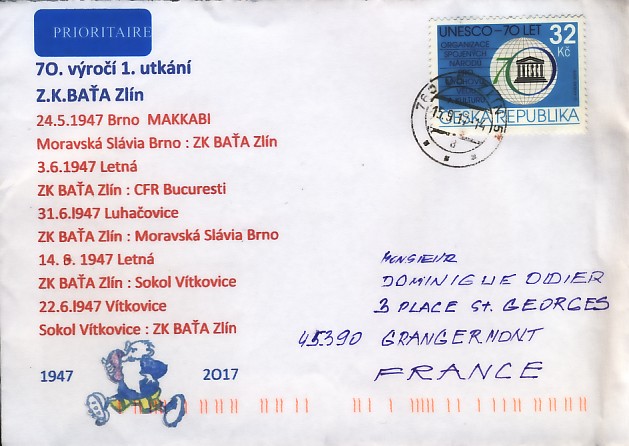 PRIORITAIRE
70. výročí 1. utkání
Z.K.BAŤA Zlín
24.5.1947 Brno MAKKABI
Moravská Slávia Brno : ZK BAŤA Zlín
3.6.1947 Letná
ZK BAŤA Zlín : CFR Bucuresti
31.6.l947 Luhačovice
ZK BAŤA Zlín : Moravská Slávia Brno
14. 1947 Letná
ZK BAŤA Zlín : Sokol Vítkovice
22.6.l947 Vítkovice
Sokol Vítkovice : ZK BAŤA Zlín
1947 2017
UNESCO – 70 LET
32 Kč
ORGANIZACE
SPOJENÝCH
NÁRODŮ
70
ČESKÁ REPUBLIKA
MONSIEUR
DOMINIQUE DIDIER
3 PLACE St. GEORGES
45390 GRANGERMONT
FRANCE